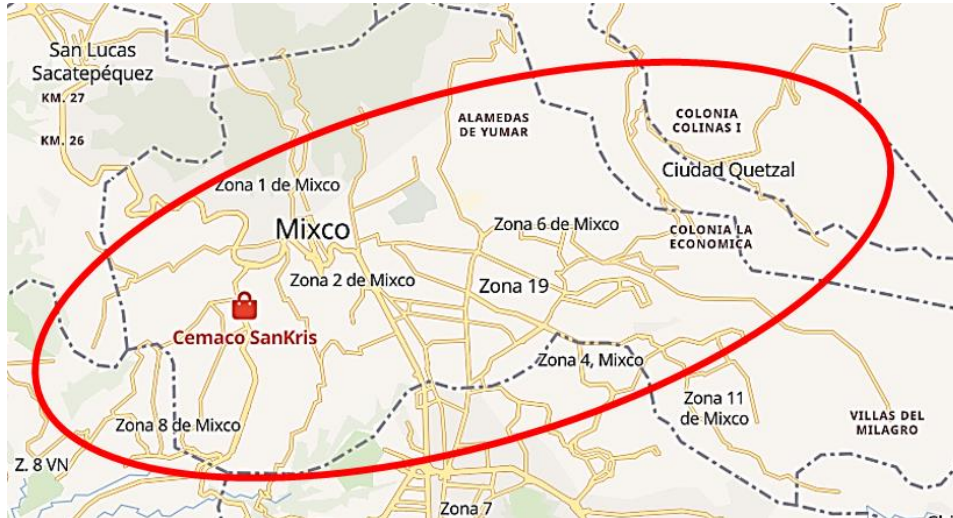 San Lucas
Sacatepéquez
KM. 27
KM. 26
ALAMEDAS
DE YUMAR
COLONIA
COLINAS I
Ciudad Quetzal
Zona 1 de Mixco
Mixco
Zona 6 de Mixco
COLONIA LA
ECONOMICA
Zona 2 de Mixco
Zona 19
Cemaco SanKris
Zona 4, Mixco
Zona 11
de Mixco
Zona 8 de Mixco
VILLAS DEL
MILAGRO
Z. 8 VN
Zona 7